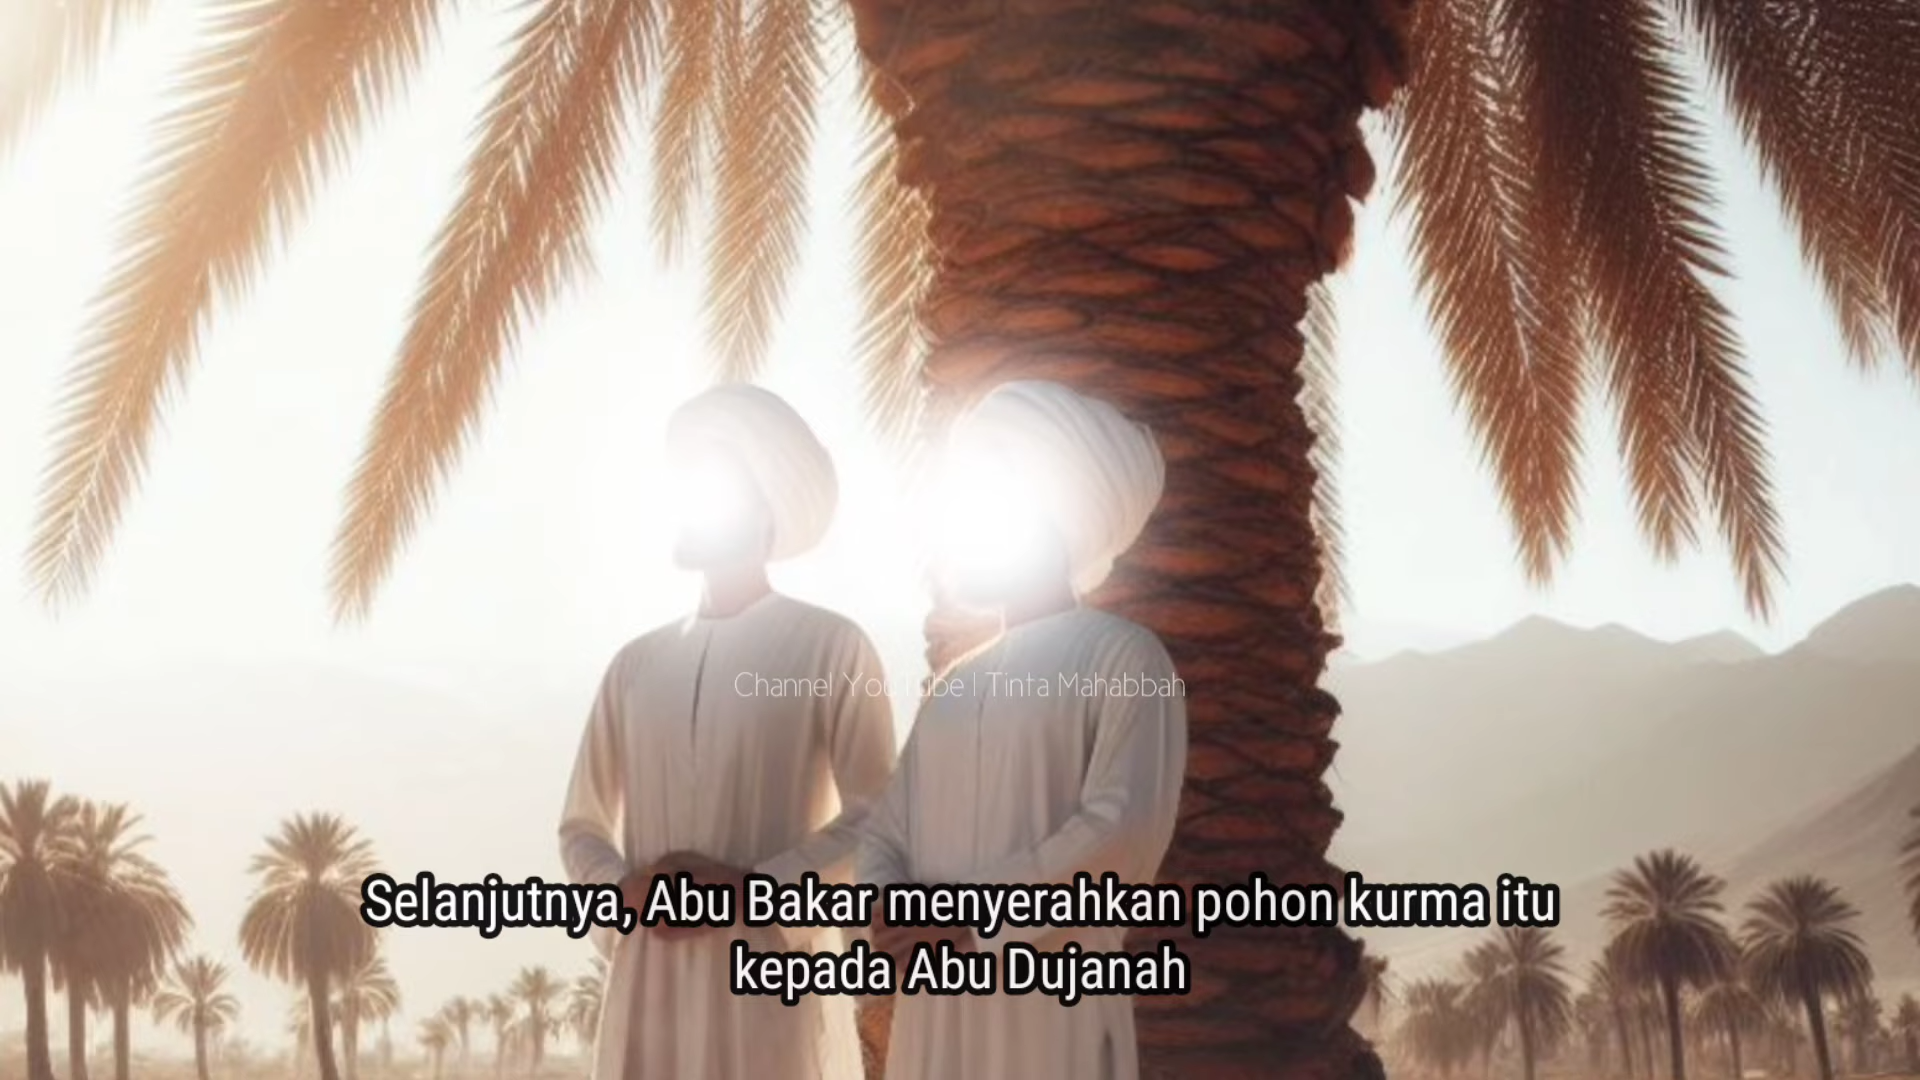 Channel YouTube | Tinta Mahabbah
Selanjutnya, Abu Bakar menyerahkan pohon kurma itu
kepada Abu Dujanah